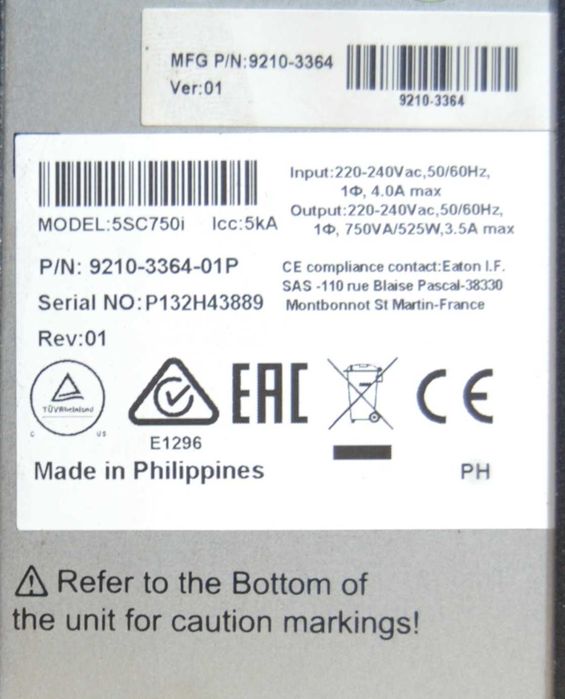 MFG P/N:9210-3364
Ver:01
9210-3364
Input:220-240Vac,50/60Hz,
1Φ, 4.0A max
MODEL:5SC750i Icc:5kA
Output:220-240Vac,50/60Hz,
1Φ, 750VA/525W,3.5A max
P/N: 9210-3364-01P
CE compliance contact:Eaton I.F.
SAS -110 rue Blaise Pascal-38330
Montbonnot St Martin-France
Serial NO:P132H43889
Rev:01
TÜVRheinland
C US
EAC
CE
E1296
Made in Philippines
PH
Refer to the Bottom of
the unit for caution markings!